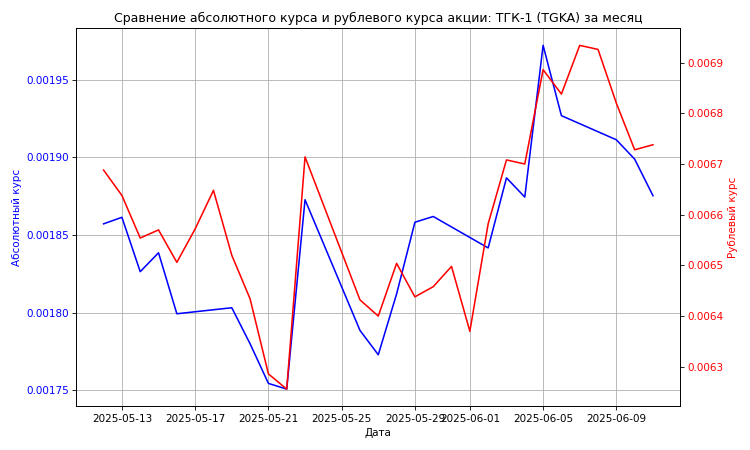 Сравнение абсолютного курса и рублевого курса акции: ТГК-1 (TGKA) за месяц
0.00195
0.00190
0.00185
0.00180
0.00175
Абсолютный курс
0.0069
0.0068
0.0067
0.0066
0.0065
0.0064
0.0063
Рублевый курс
2025-05-13 2025-05-17 2025-05-21 2025-05-25 2025-05-29 2025-06-01 2025-06-05 2025-06-09
Дата